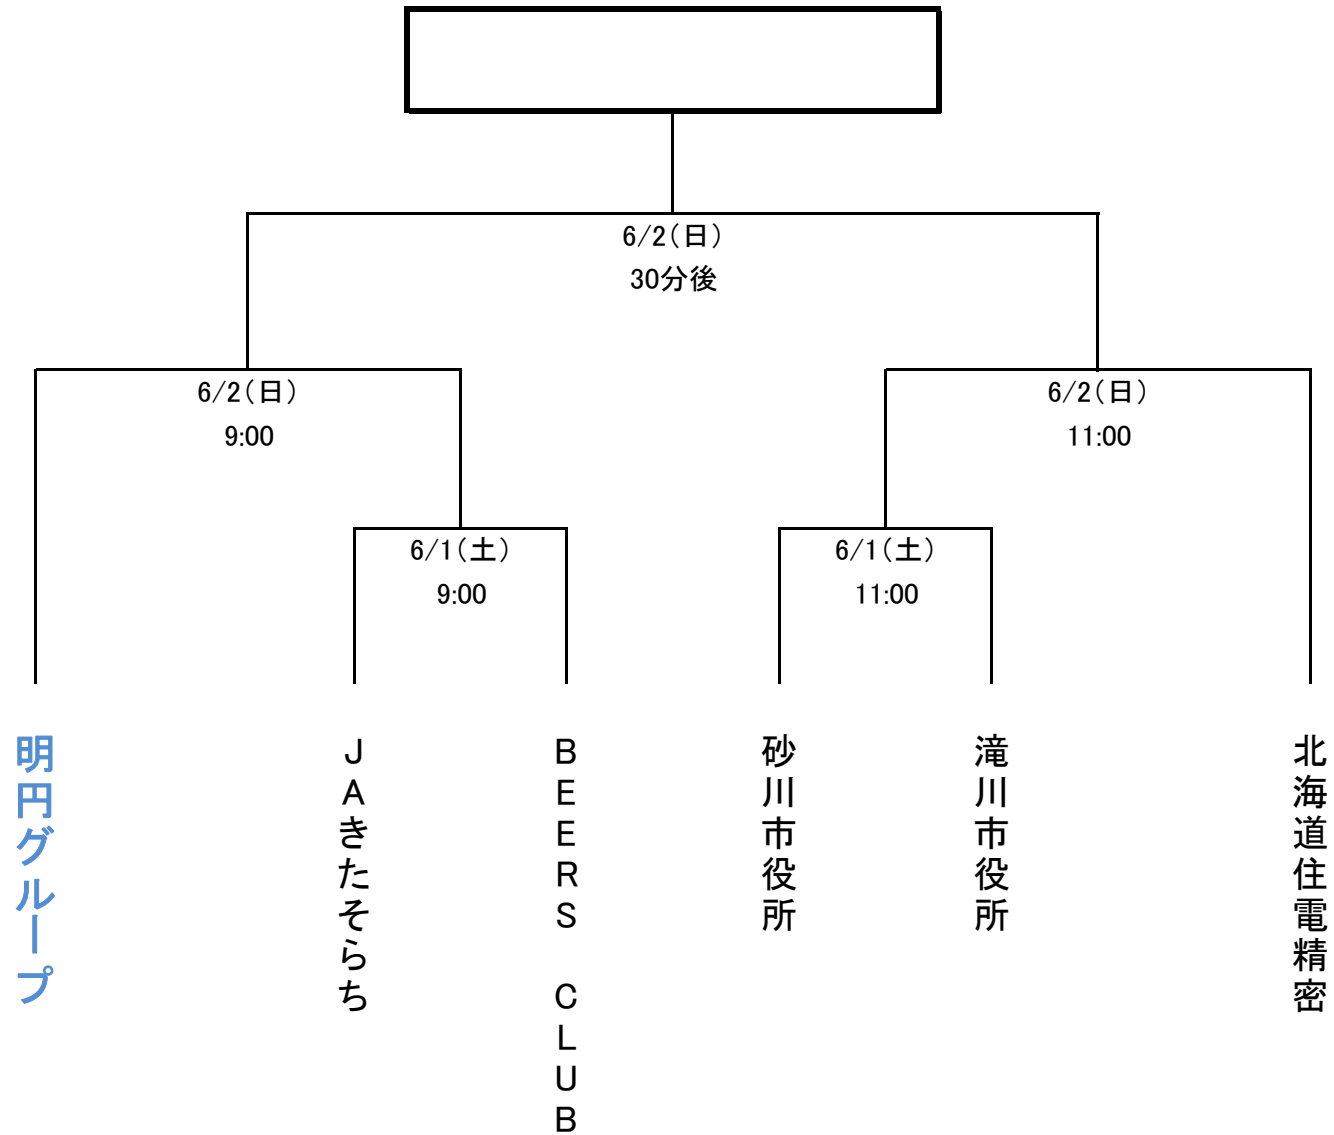 6/2(日)
30分後
6/2(日)
9:00
6/2(日)
11:00
6/1(土)
9:00
6/1(土)
11:00
明円グループ
JAきたそらち
BEERS CLUB
砂川市役所
滝川市役所
北海道住電精密